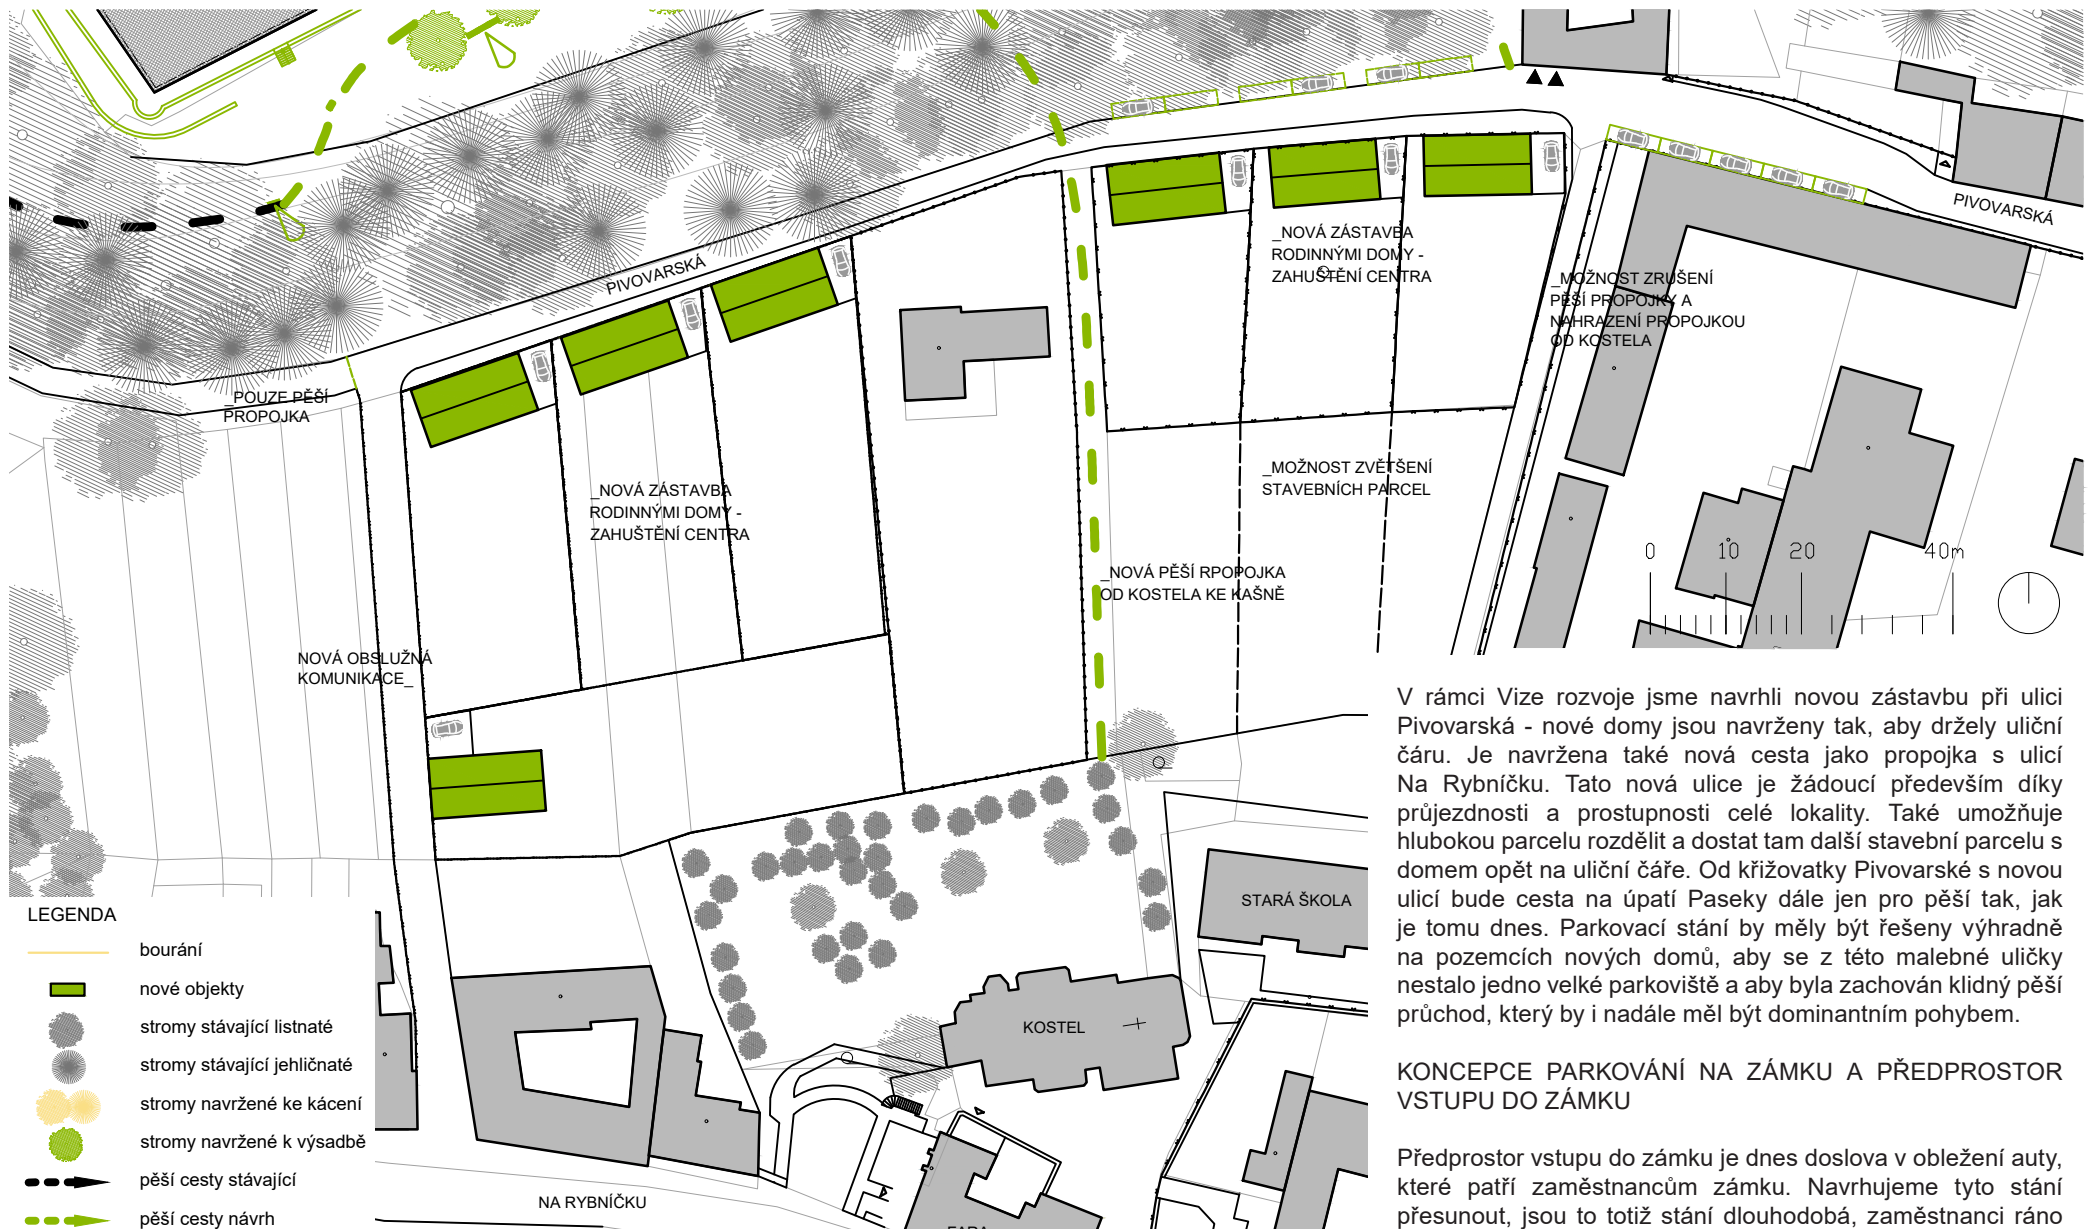 PIVOVARSKÁ
PIVOVARSKÁ
_NOVÁ ZÁSTAVBA
RODINNÝMI DOMY -
ZAHUŠTĚNÍ CENTRA
_MOŽNOST ZRUŠENÍ
PĚŠÍ PROPOJKY A
NAHRAZENÍ PROPOJKOU
OD KOSTELA
_POUZE PĚŠÍ
PROPOJKA
_NOVÁ ZÁSTAVBA
RODINNÝMI DOMY -
ZAHUŠTĚNÍ CENTRA
_MOŽNOST ZVĚTŠENÍ
STAVEBNÍCH PARCEL
_NOVÁ PĚŠÍ RPOPOJKA
OD KOSTELA KE KAŠNĚ
0 10 20 40m
NOVÁ OBSLUŽNÁ
KOMUNIKACE_
STARÁ ŠKOLA
KOSTEL
NA RYBNÍČKU
LEGENDA
bourání
nové objekty
stromy stávající listnaté
stromy stávající jehličnaté
stromy navržené ke kácení
stromy navržené k výsadbě
pěší cesty stávající
pěší cesty návrh
V rámci Vize rozvoje jsme navrhli novou zástavbu při ulici
Pivovarská - nové domy jsou navrženy tak, aby držely uliční
čáru. Je navržena také nová cesta jako propojka s ulicí
Na Rybníčku. Tato nová ulice je žádoucí především díky
průjezdnosti a prostupnosti celé lokality. Také umožňuje
hlubokou parcelu rozdělit a dostat tam další stavební parcelu s
domem opět na uliční čáře. Od křižovatky Pivovarské s novou
ulicí bude cesta na úpatí Paseky dále jen pro pěší tak, jak
je tomu dnes. Parkovací stání by měly být řešeny výhradně
na pozemcích nových domů, aby se z této malebné uličky
nestalo jedno velké parkoviště a aby byla zachován klidný pěší
průchod, který by i nadále měl být dominantním pohybem.
KONCEPCE PARKOVÁNÍ NA ZÁMKU A PŘEDPROSTOR
VSTUPU DO ZÁMKU
Předprostor vstupu do zámku je dnes doslova v obležení auty,
které patří zaměstnancům zámku. Navrhujeme tyto stání
přesunout, jsou to totiž stání dlouhodobá, zaměstnanci ráno